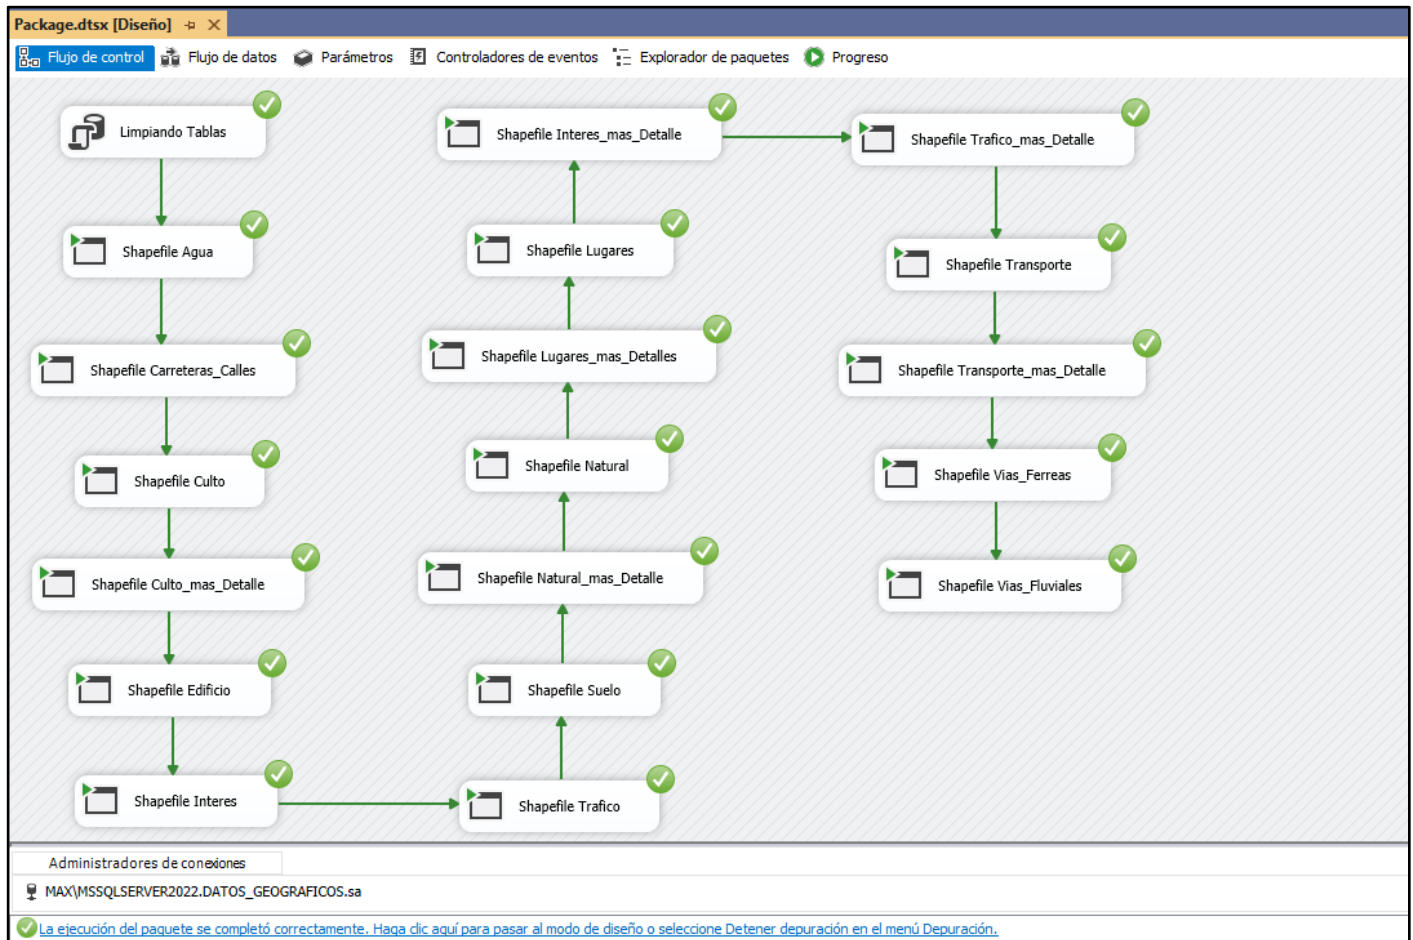 Package.dtsx [Diseño]
Flujo de control
Flujo de datos
Parámetros
Controladores de eventos
Explorador de paquetes
Progreso
Limpiando Tablas
Shapefile Agua
Shapefile Carreteras_Calles
Shapefile Culto
Shapefile Culto_mas_Detalle
Shapefile Edificio
Shapefile Interes
Shapefile Trafico
Shapefile Suelo
Shapefile Natural_mas_Detalle
Shapefile Natural
Shapefile Lugares_mas_Detalles
Shapefile Lugares
Shapefile Interes_mas_Detalle
Shapefile Trafico_mas_Detalle
Shapefile Transporte
Shapefile Transporte_mas_Detalle
Shapefile Vias_Ferreas
Shapefile Vias_Fluviales
Administradores de conexiones
MAX\MSSQLSERVER2022.DATOS_GEOGRAFICOS.sa
La ejecución del paquete se completó correctamente. Haga clic aquí para pasar al modo de diseño o seleccione Detener depuración en el menú Depuración.